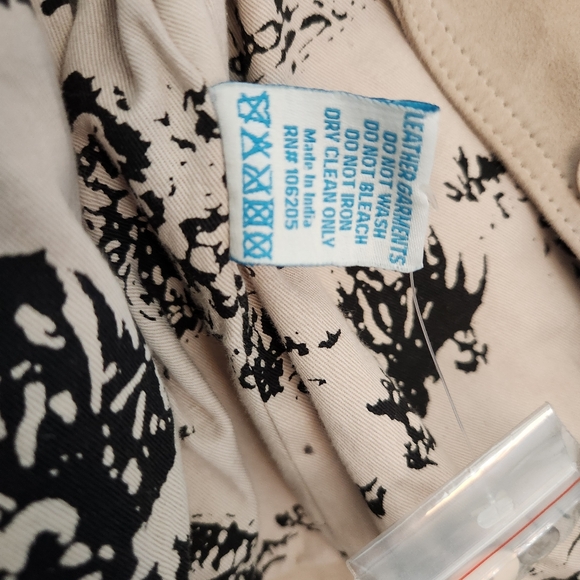 LEATHER GARMENTS
DO NOT WASH
DO NOT BLEACH
DO NOT IRON
DRY CLEAN ONLY
Made In India
RN# 106205